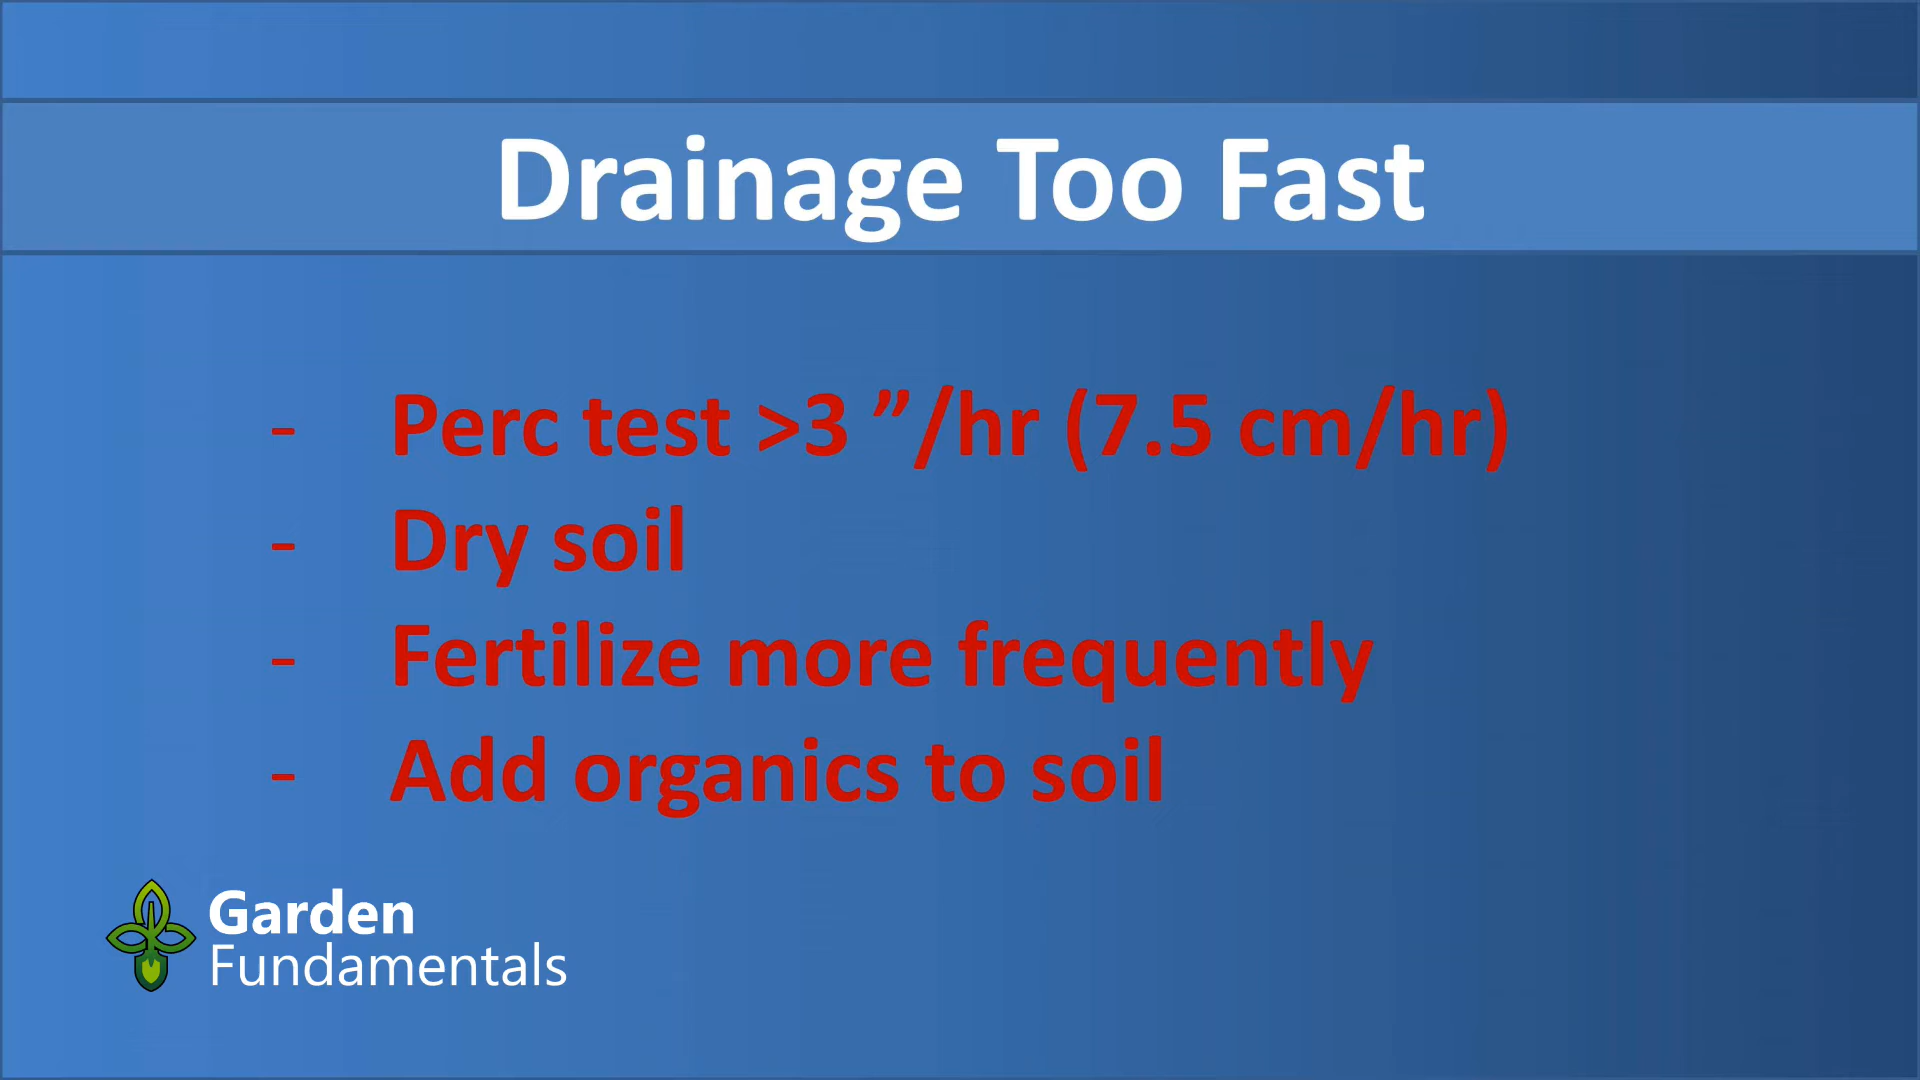 Drainage Too Fast
- Perc test >3 ”/hr (7.5 cm/hr)
- Dry soil
- Fertilize more frequently
- Add organics to soil
Garden
Fundamentals